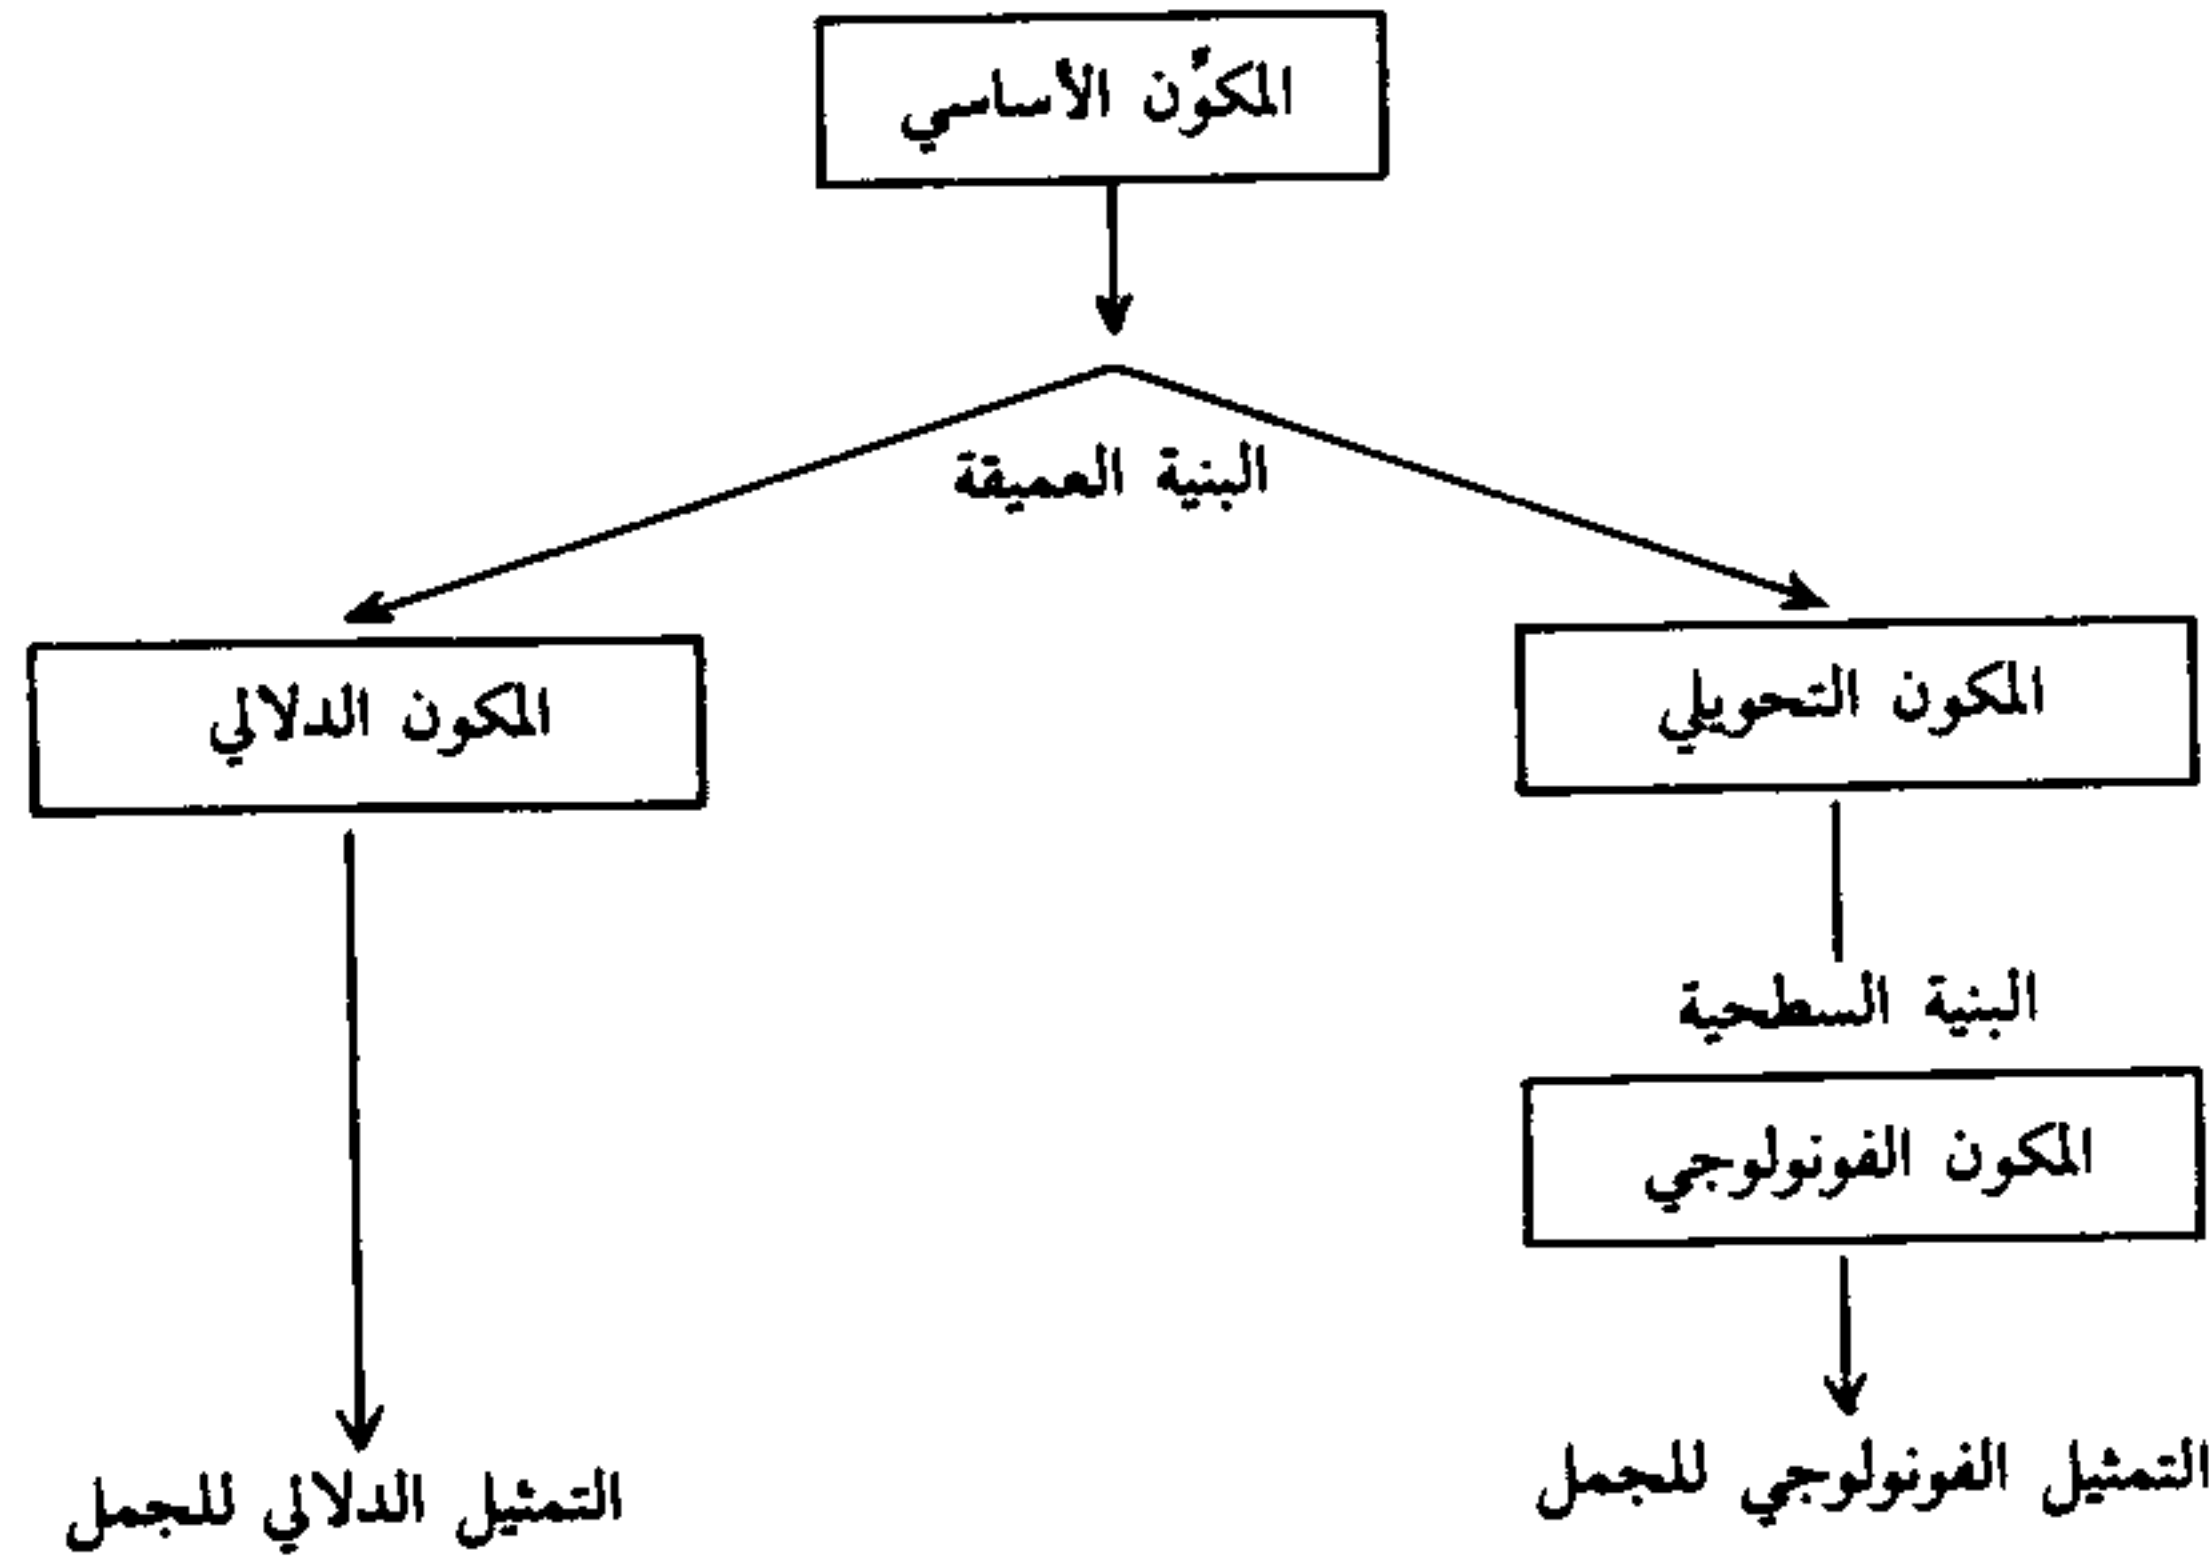 المكوّن الأساسي
البنية العميقة
المكون التحويلي
المكون الدلالي
البنية السطحية
المكون الفونولوجي
التمثيل الفونولوجي للجمل
التمثيل الدلالي للجمل